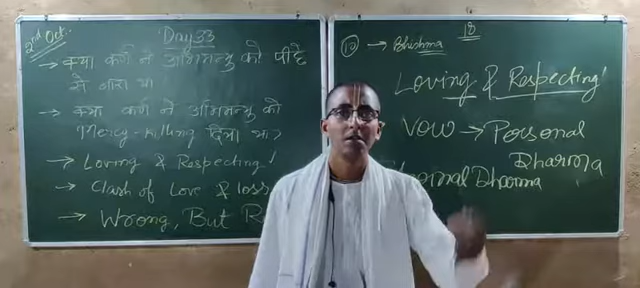 2nd Oct.
Day 33
→ क्या कर्ण ने अभिमन्यु को पीछे
से मारा था
→ क्या कर्ण ने अभिमन्यु को
Mercy-killing दिया था?
→ Loving & Respecting!
→ Clash of Love & loss
→ Wrong, But R
10 → Bhishma
18
Loving & Respecting!
VOW → Personal
Dharma
Dharma